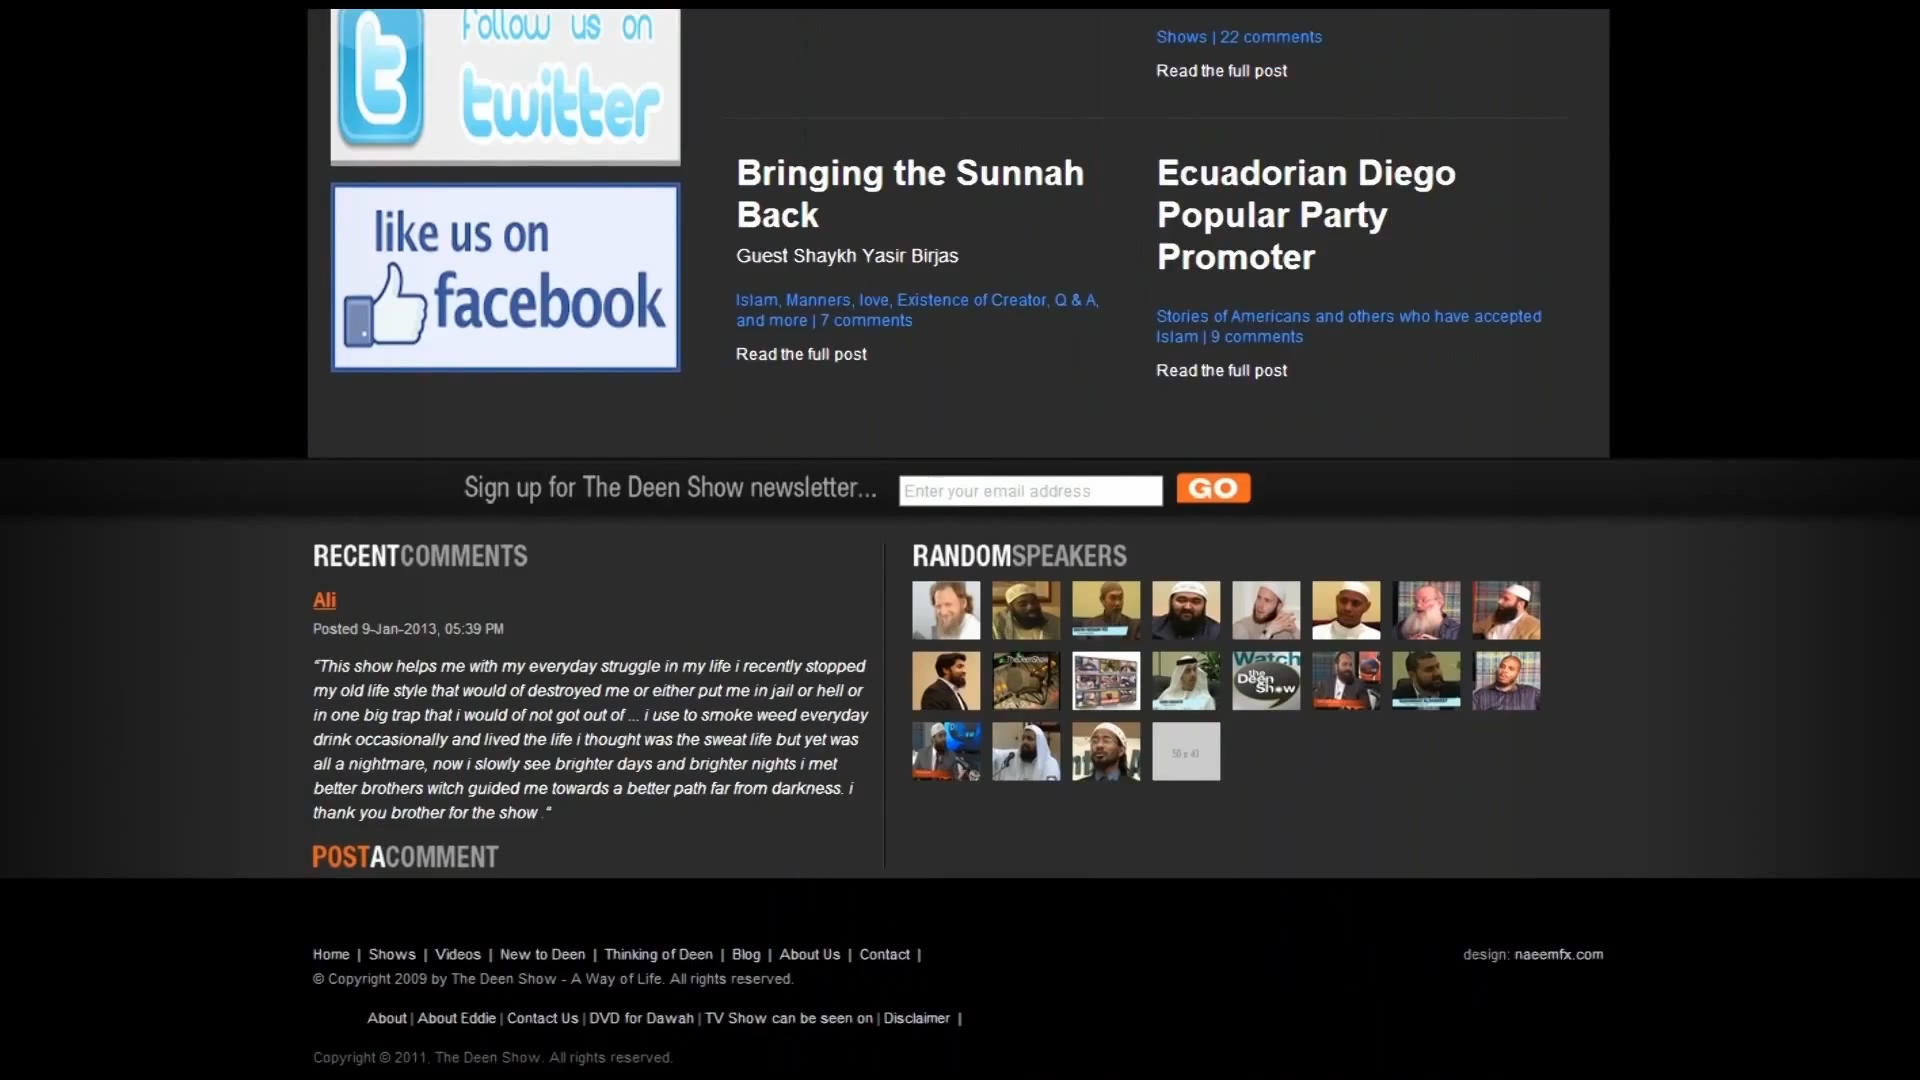 follow us on
twitter
like us on
facebook
Shows | 22 comments
Read the full post
Bringing the Sunnah
Back
Guest Shaykh Yasir Birjas
Islam, Manners, love, Existence of Creator, Q & A,
and more | 7 comments
Read the full post
Ecuadorian Diego
Popular Party
Promoter
Stories of Americans and others who have accepted
Islam | 9 comments
Read the full post
Sign up for The Deen Show newsletter... Enter your email address GO
RECENTCOMMENTS
Ali
Posted 9-Jan-2013, 05:39 PM
“This show helps me with my everyday struggle in my life i recently stopped
my old life style that would of destroyed me or either put me in jail or hell or
in one big trap that i would of not got out of ... i use to smoke weed everyday
drink occasionally and lived the life i thought was the sweat life but yet was
all a nightmare, now i slowly see brighter days and brighter nights i met
better brothers witch guided me towards a better path far from darkness. i
thank you brother for the show .“
POSTACOMMENT
RANDOMSPEAKERS
TheDeenShow
Watch
the
Deen
Show
50 x 43
Home | Shows | Videos | New to Deen | Thinking of Deen | Blog | About Us | Contact |
design: naeemfx.com
© Copyright 2009 by The Deen Show - A Way of Life. All rights reserved.
About | About Eddie | Contact Us | DVD for Dawah | TV Show can be seen on | Disclaimer |
Copyright © 2011. The Deen Show. All rights reserved.